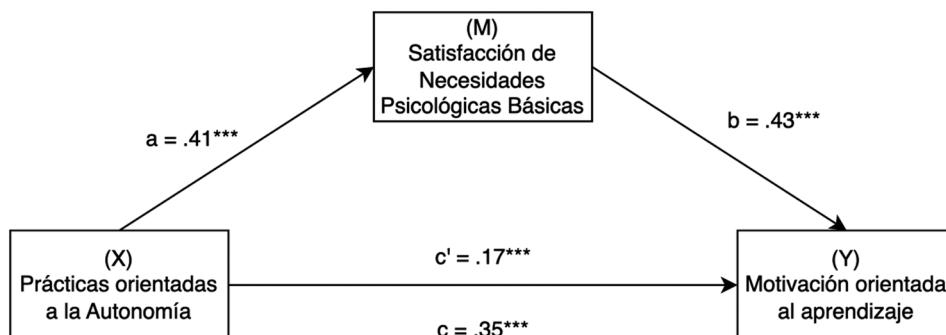 (M)
Satisfacción de
Necesidades
Psicológicas Básicas
a = .41***
b = .43***
(X)
Prácticas orientadas
a la Autonomía
c' = .17***
(Y)
Motivación orientada
al aprendizaje
c = .35***